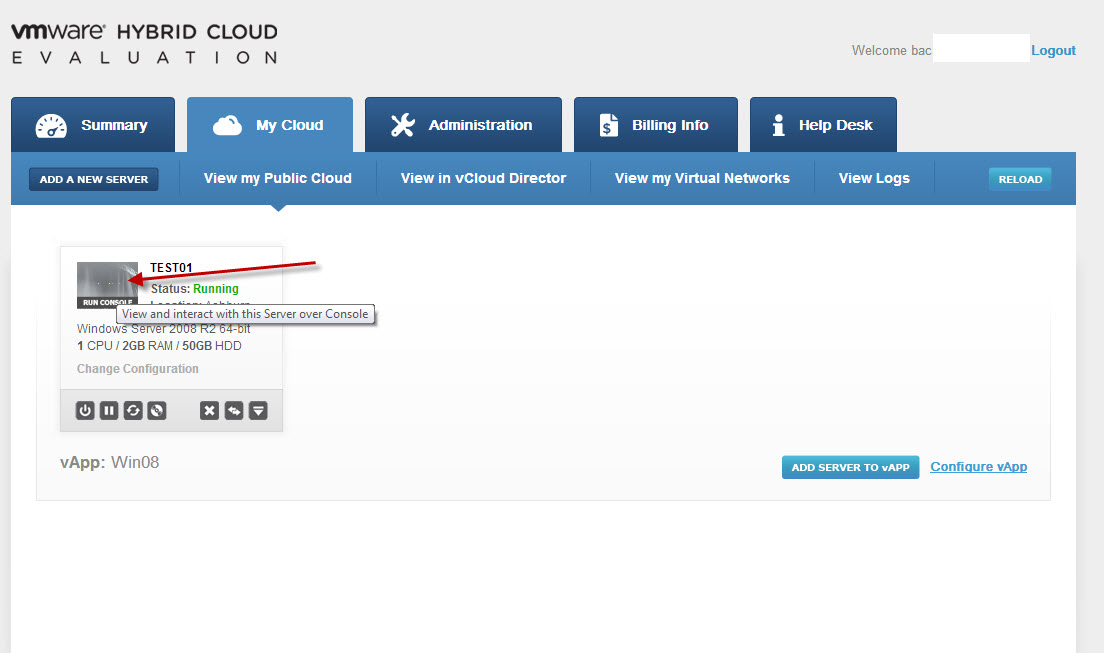 vmware® HYBRID CLOUD
EVALUATION
Welcome bac
Logout
Summary
My Cloud
Administration
Billing Info
Help Desk
ADD A NEW SERVER
View my Public Cloud
View in vCloud Director
View my Virtual Networks
View Logs
RELOAD
TEST01
Status: Running
Location: Ashburn
RUN CONSOLE
View and interact with this Server over Console
Windows Server 2008 R2 64-bit
1 CPU / 2GB RAM / 50GB HDD
Change Configuration
vApp: Win08
ADD SERVER TO vAPP
Configure vApp